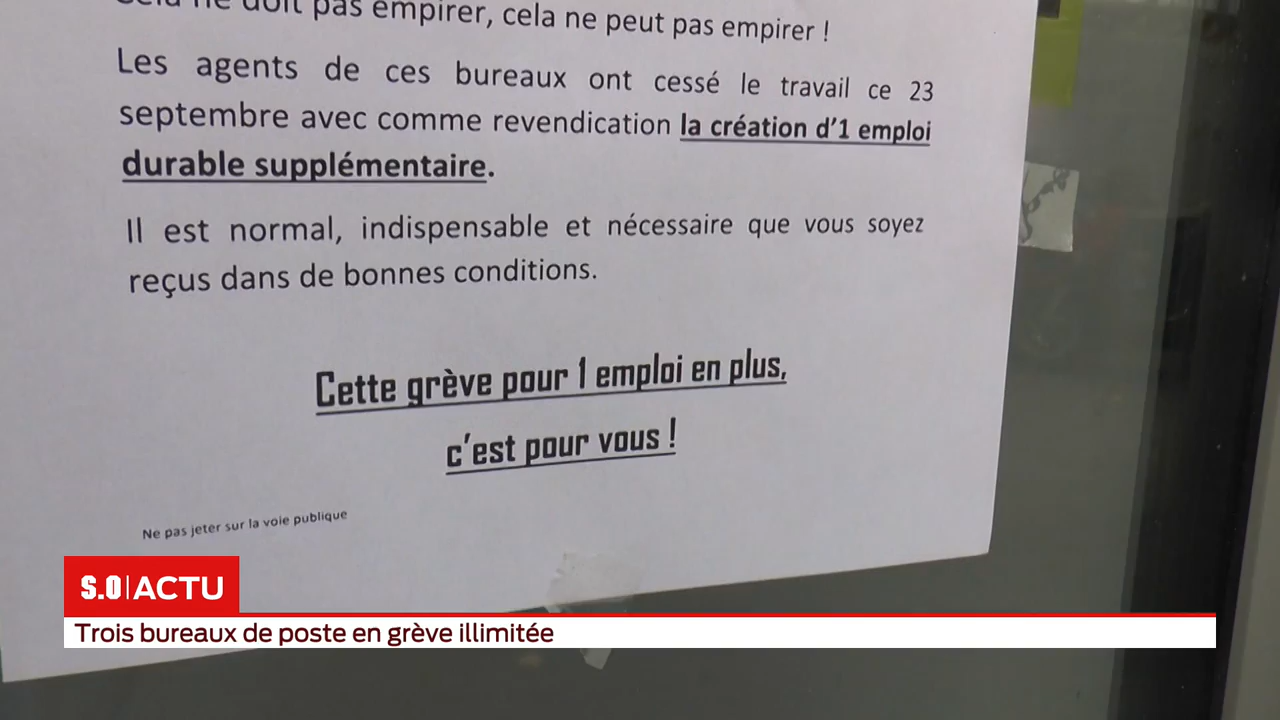 Cela ne doit pas empirer, cela ne peut pas empirer !
Les agents de ces bureaux ont cessé le travail ce 23
septembre avec comme revendication la création d'1 emploi
durable supplémentaire.
Il est normal, indispensable et nécessaire que vous soyez
reçus dans de bonnes conditions.
Cette grève pour 1 emploi en plus,
c'est pour vous !
Ne pas jeter sur la voie publique
S.O|ACTU
Trois bureaux de poste en grève illimitée